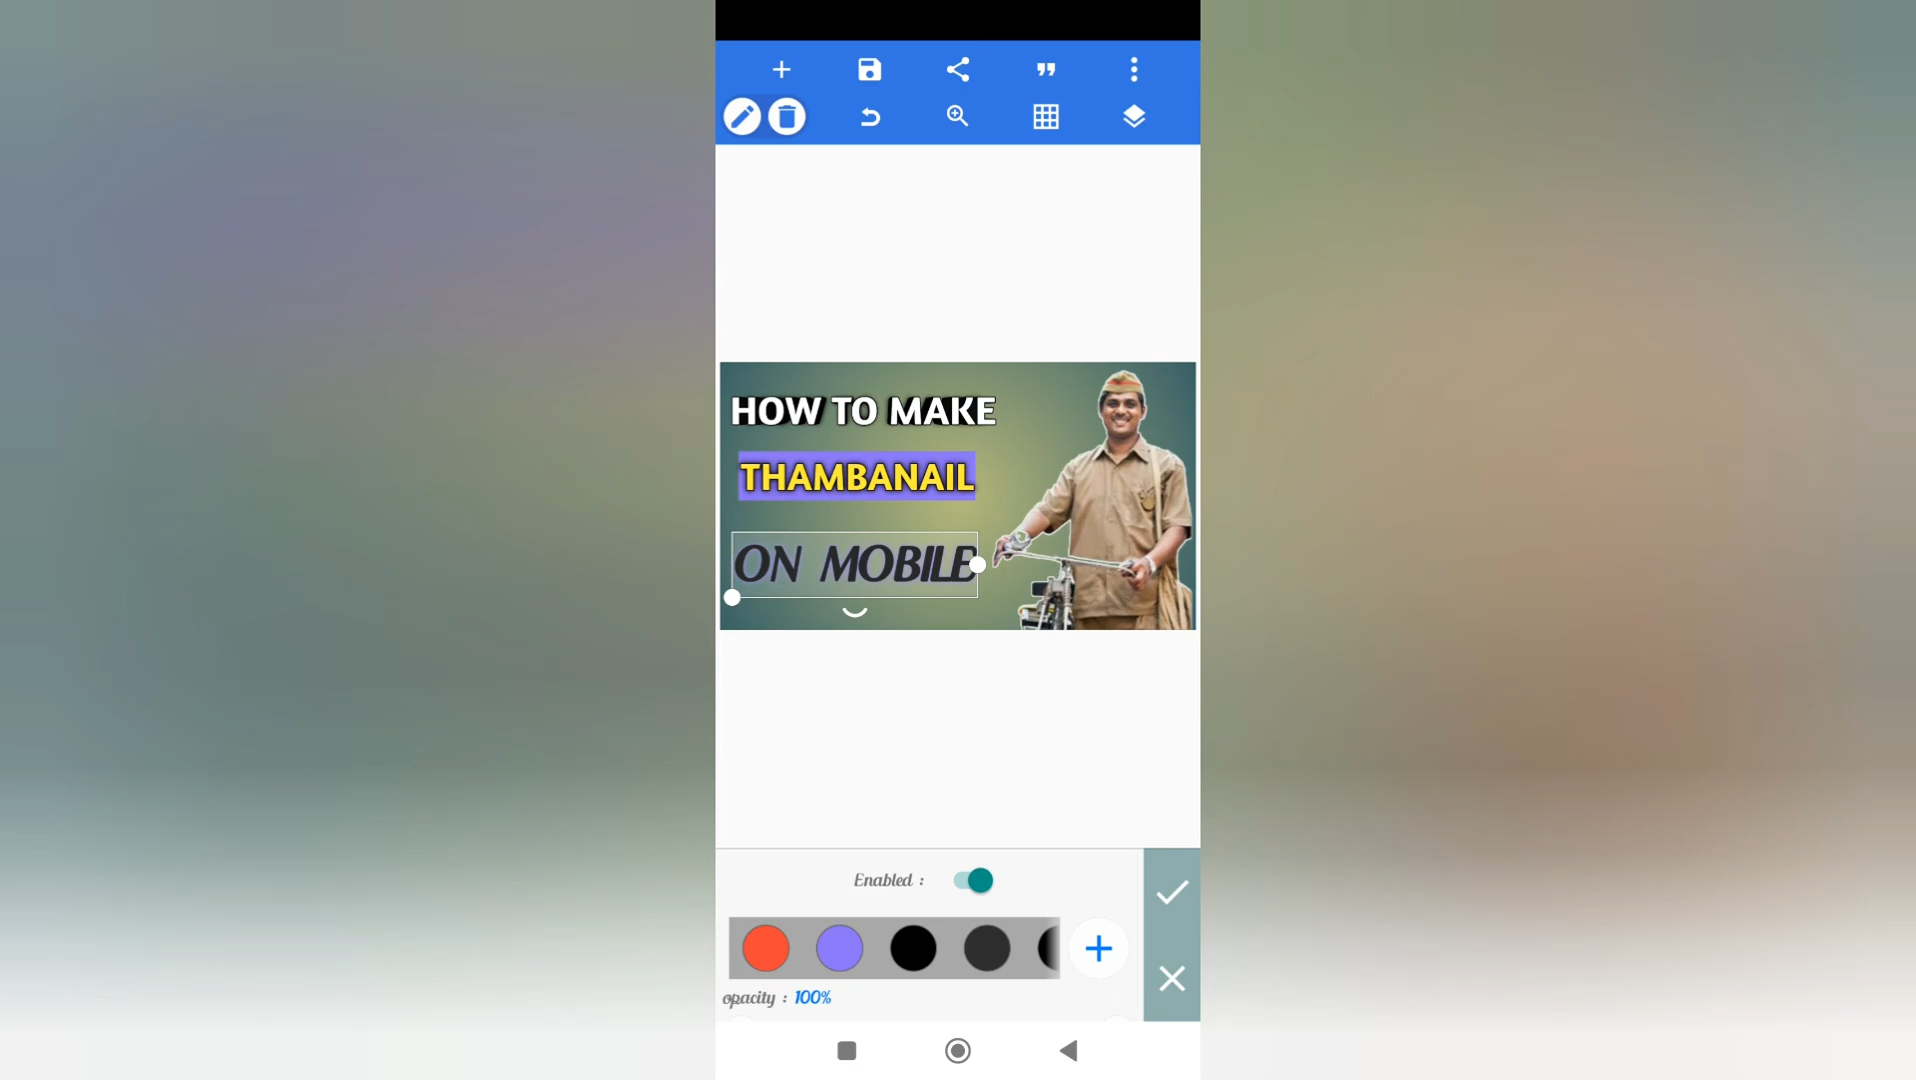 HOW TO MAKE
THAMBANAIL
ON MOBILE
Enabled :
opacity : 100%